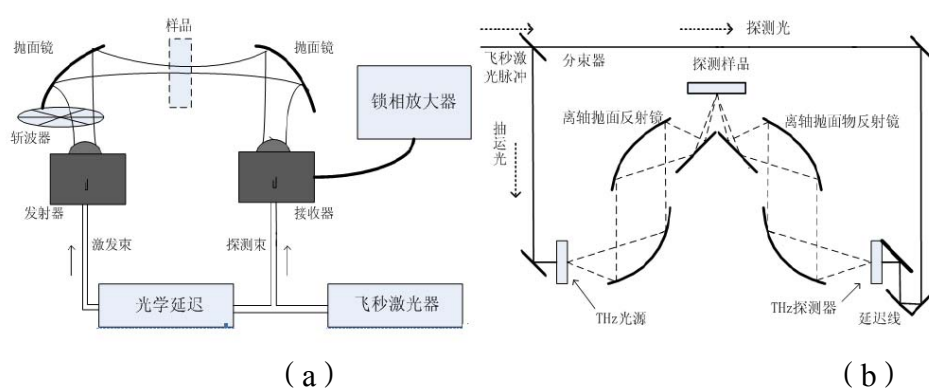 样品
抛面镜
抛面镜
锁相放大器
斩波器
发射器
接收器
激发束
探测束
光学延迟
飞秒激光器
(a)
探测光
飞秒激
光脉冲
分束器
探测样品
抽运光
离轴抛面反射镜
离轴抛面物反射镜
THz光源
THz探测器
延迟线
(b)